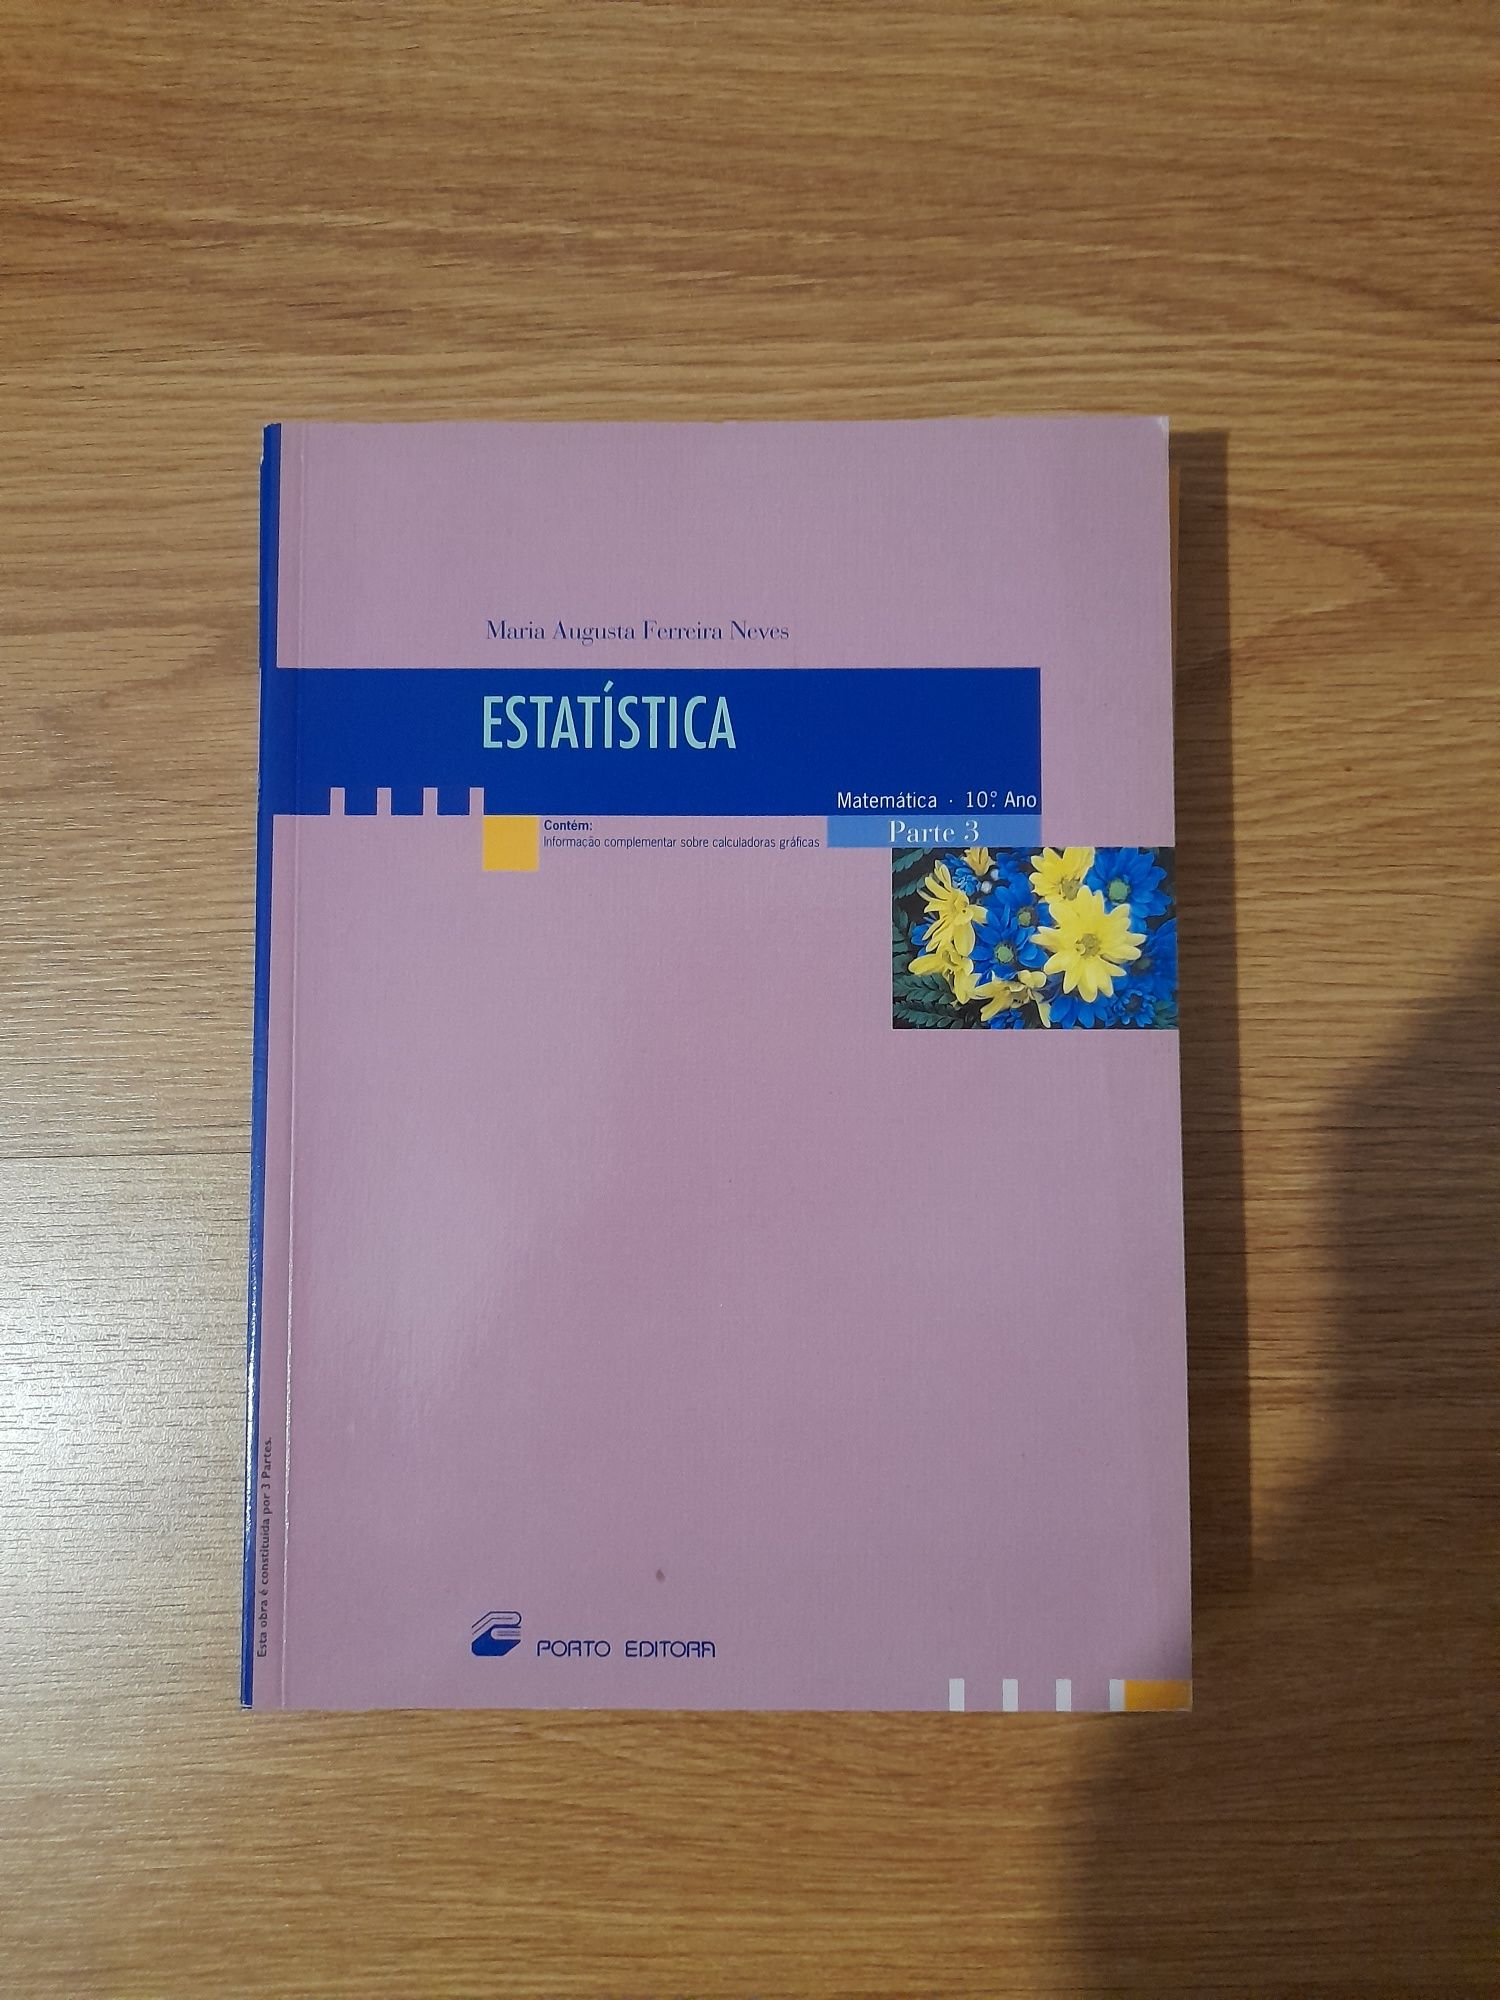 Maria Augusta Ferreira Neves
ESTATÍSTICA
Matemática · 10.º Ano
Parte 3
Contém:
Informação complementar sobre calculadoras gráficas
Esta obra é constituída por 3 Partes.
PORTO EDITORA